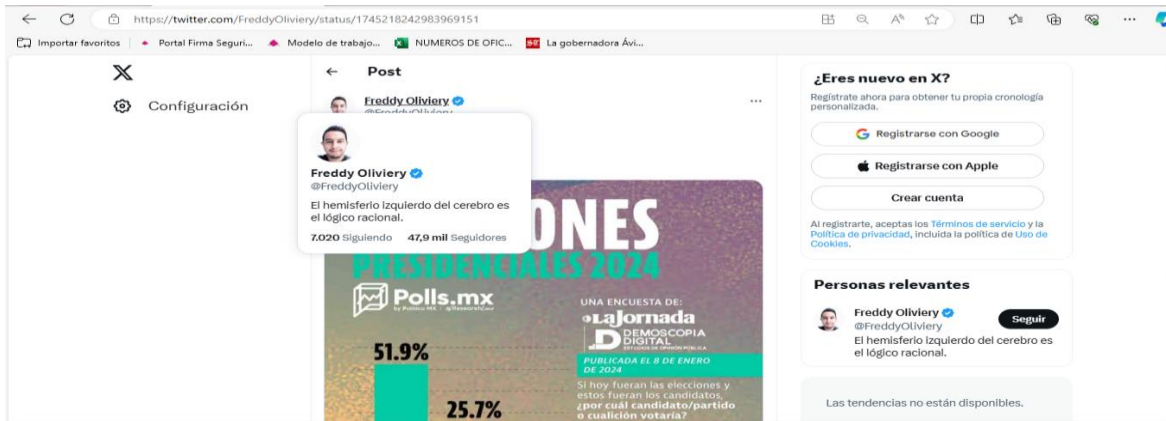 https://twitter.com/FreddyOliviery/status/1745218242983969151
Importar favoritos
Portal Firma Seguri...
Modelo de trabajo...
NUMEROS DE OFIC...
La gobernadora Ávi...
X
Configuración
Post
Freddy Oliviery
@FreddyOliviery
Freddy Oliviery
@FreddyOliviery
El hemisferio izquierdo del cerebro es
el lógico racional.
7.020 Siguiendo 47,9 mil Seguidores
ONES
PRESIDENCIALES 2024
Polls.mx
UNA ENCUESTA DE:
LaJornada
DEMOSCOPIA
DIGITAL
PUBLICADA EL 8 DE ENERO
DE 2024
Si hoy fueran las elecciones y
estos fueran los candidatos,
¿por cuál candidato/partido
o cualición votaría?
51.9%
25.7%
¿Eres nuevo en X?
Regístrate ahora para obtener tu propia cronología
personalizada.
Registrarse con Google
Registrarse con Apple
Crear cuenta
Al registrarte, aceptas los Términos de servicio y la
Política de privacidad, incluida la política de Uso de
Cookies.
Personas relevantes
Freddy Oliviery
@FreddyOliviery
Seguir
El hemisferio izquierdo del cerebro es
el lógico racional.
Las tendencias no están disponibles.